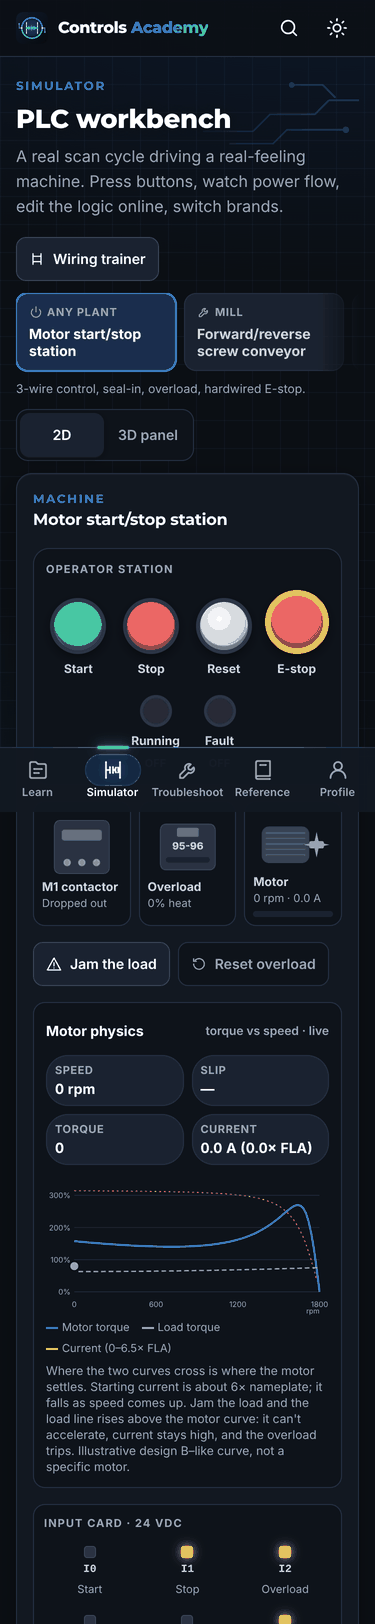 Controls Academy
SIMULATOR
PLC workbench
A real scan cycle driving a real-feeling
machine. Press buttons, watch power flow,
edit the logic online, switch brands.
Wiring trainer
ANY PLANT
Motor start/stop
station
MILL
Forward/reverse
screw conveyor
3-wire control, seal-in, overload, hardwired E-stop.
2D
3D panel
MACHINE
Motor start/stop station
OPERATOR STATION
Start
Stop
Reset
E-stop
Running
Fault
Learn
Simulator
Troubleshoot
Reference
Profile
M1 contactor
Dropped out
95-96
Overload
0% heat
Motor
0 rpm · 0.0 A
Jam the load
Reset overload
Motor physics
torque vs speed · live
SPEED
0 rpm
SLIP
—
TORQUE
0
CURRENT
0.0 A (0.0× FLA)
300%
200%
100%
0%
0
600
1200
1800
rpm
Motor torque
Load torque
Current (0–6.5× FLA)
Where the two curves cross is where the motor
settles. Starting current is about 6× nameplate; it
falls as speed comes up. Jam the load and the
load line rises above the motor curve: it can't
accelerate, current stays high, and the overload
trips. Illustrative design B–like curve, not a
specific motor.
INPUT CARD · 24 VDC
I0
I1
I2
Start
Stop
Overload